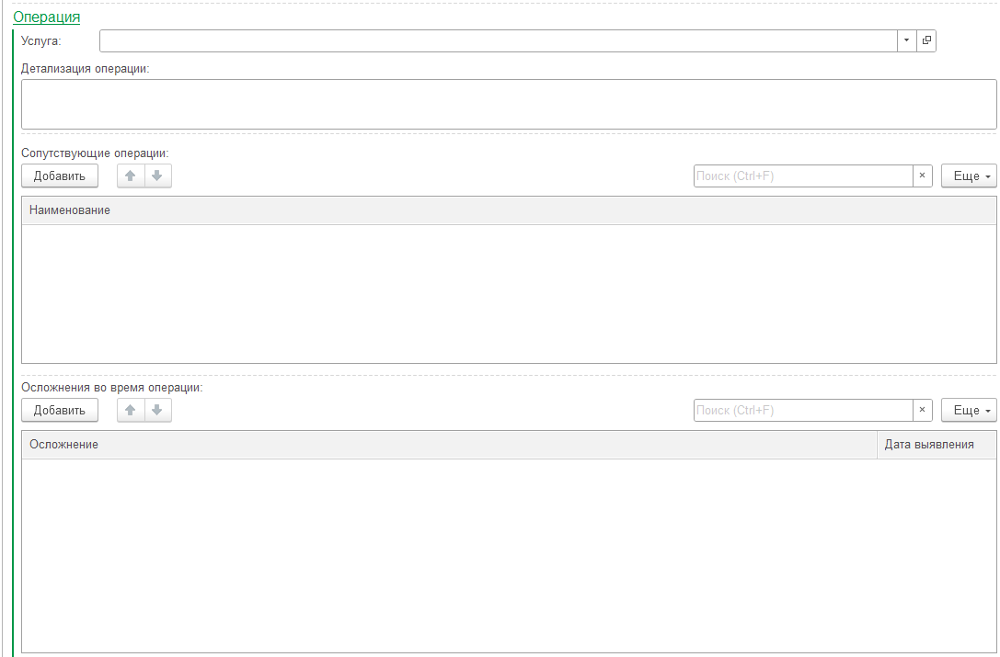 Операция
Услуга:
Детализация операции:
Сопутствующие операции:
Добавить Поиск (Ctrl+F) × Еще
Наименование
Осложнения во время операции:
Добавить Поиск (Ctrl+F) × Еще
Осложнение Дата выявления